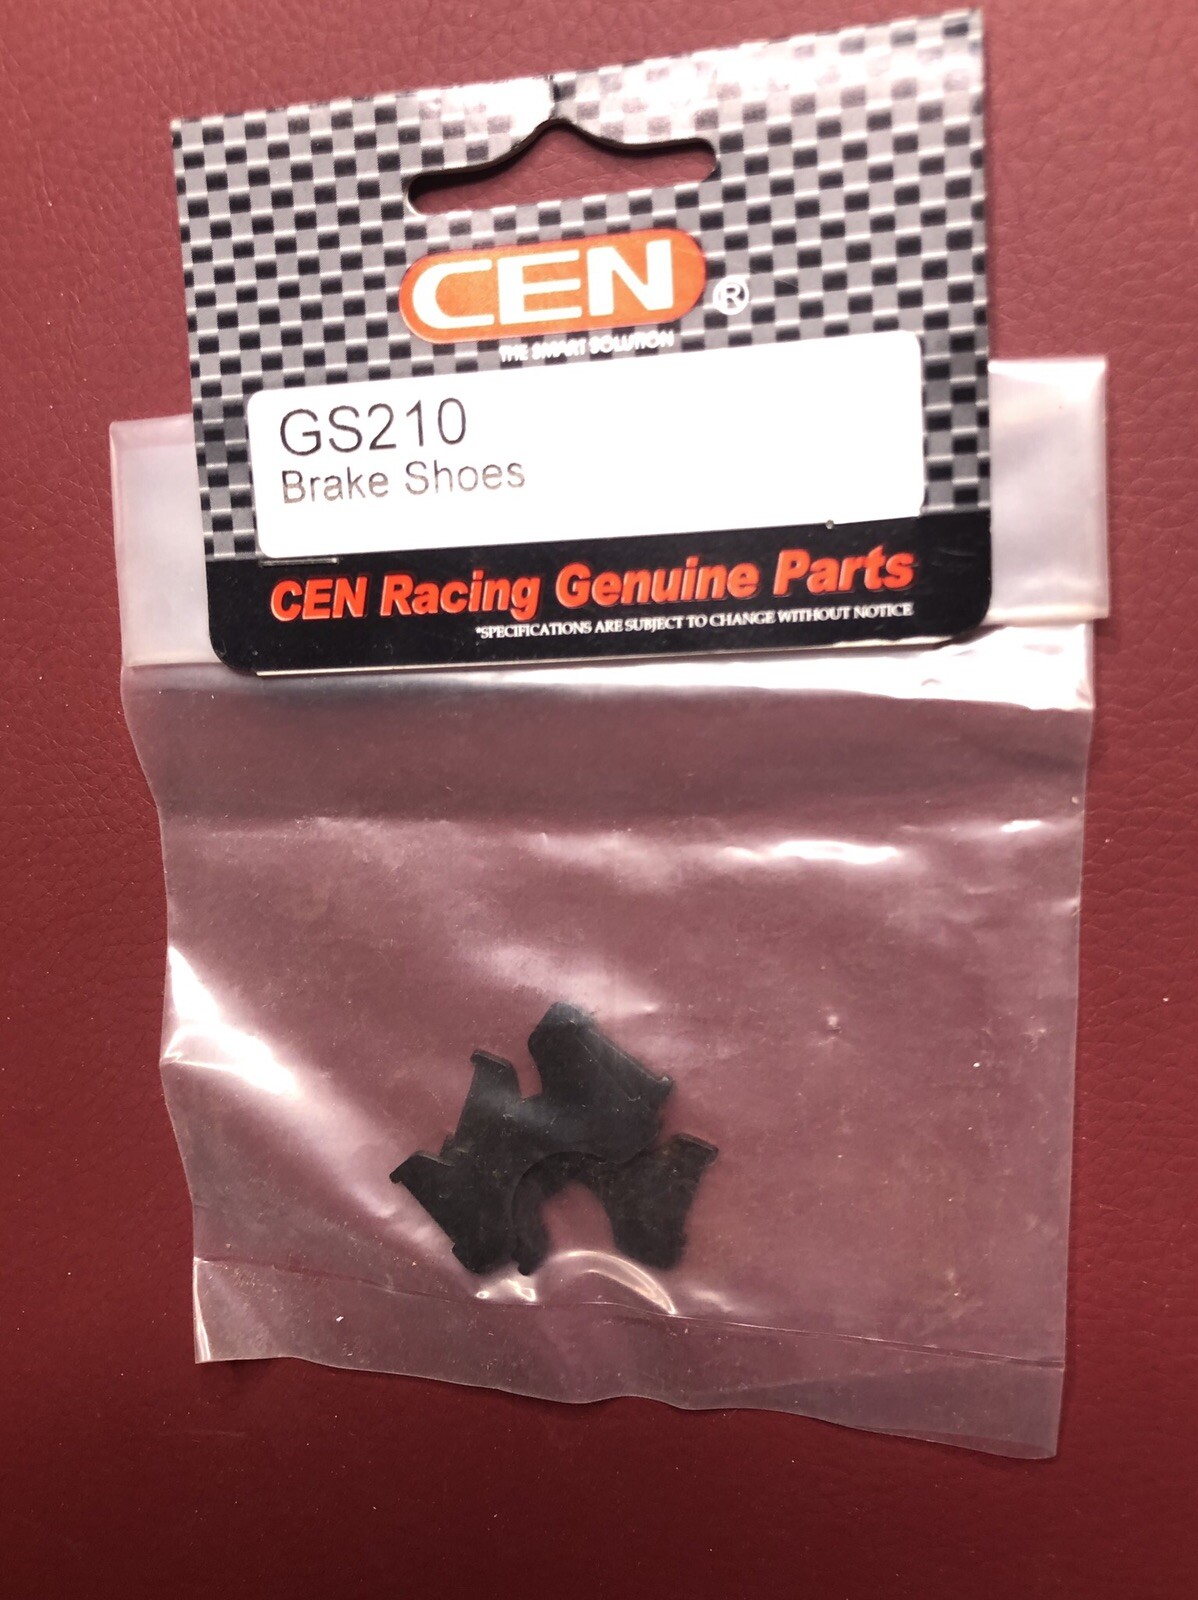 CEN®
THE SMART SOLUTION
GS210
Brake Shoes
CEN Racing Genuine Parts
*SPECIFICATIONS ARE SUBJECT TO CHANGE WITHOUT NOTICE